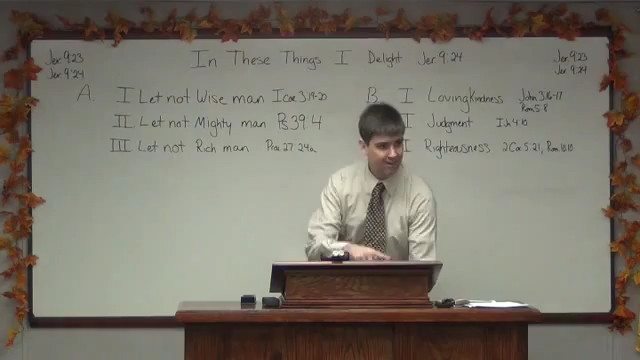 Jer. 9:23
Jer. 9:24
In These Things I Delight Jer. 9:24
Jer. 9:23
Jer. 9:24
A. I Let not Wise man I Cor. 3:19-20
II Let not Mighty man Ps 39:4
III Let not Rich man Prov. 27:24a
B. I LovingKindness John 3:16-17
Rom 5:8
I Judgment I Jn 4:10
I Righteousness 2 Cor. 5:21, Rom. 10:10